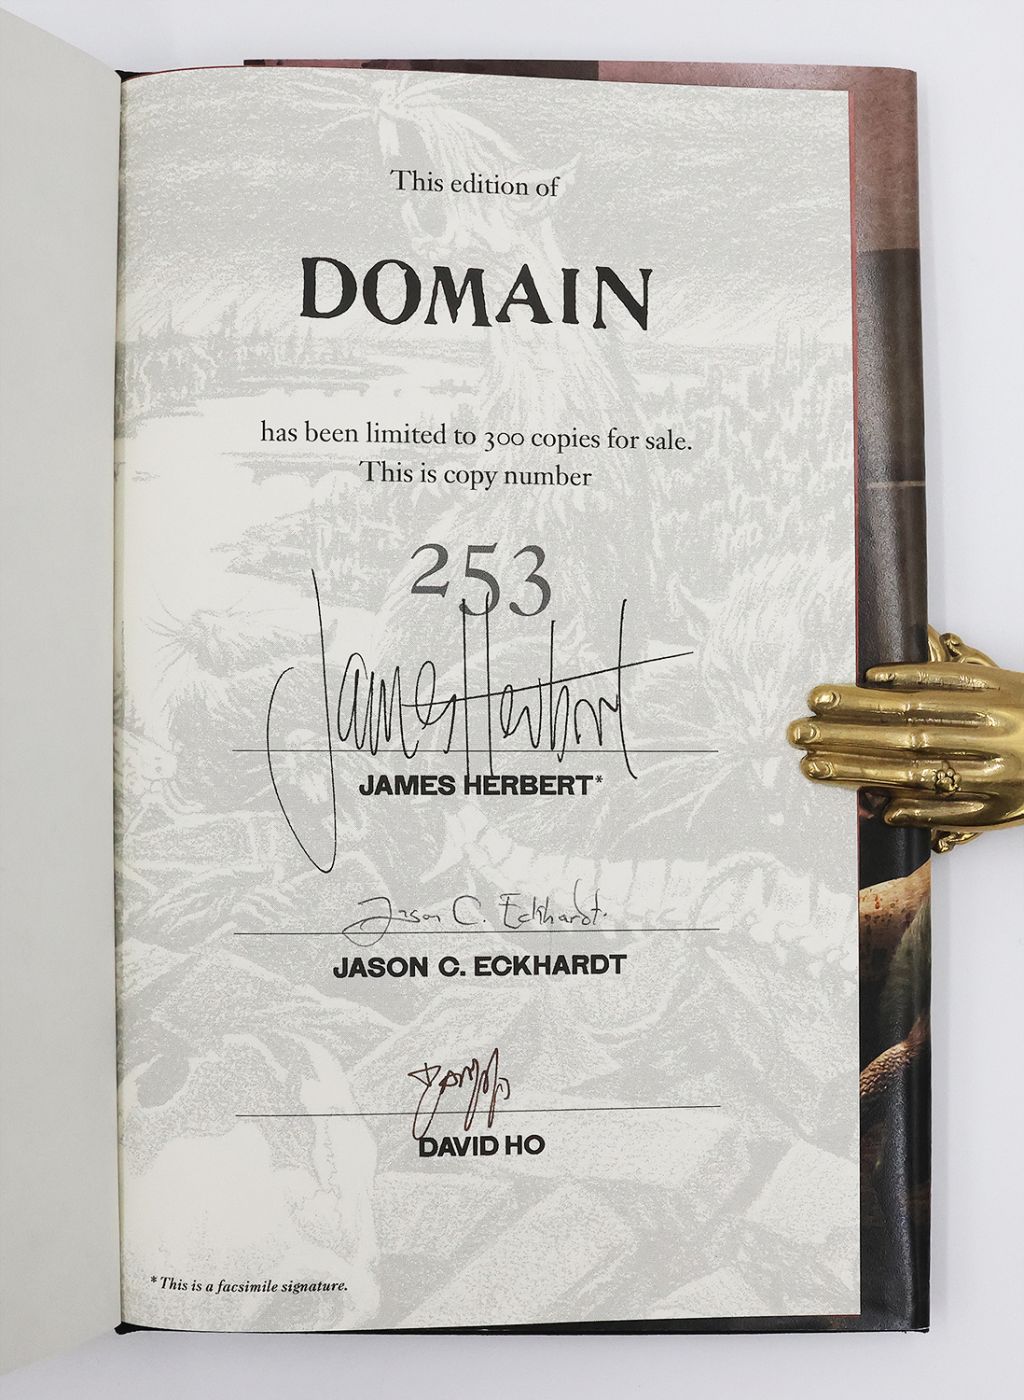 This edition of
DOMAIN
has been limited to 300 copies for sale.
This is copy number
253
James Herbert
JAMES HERBERT*
Jason C. Eckhardt
JASON C. ECKHARDT
DAVID HO
* This is a facsimile signature.